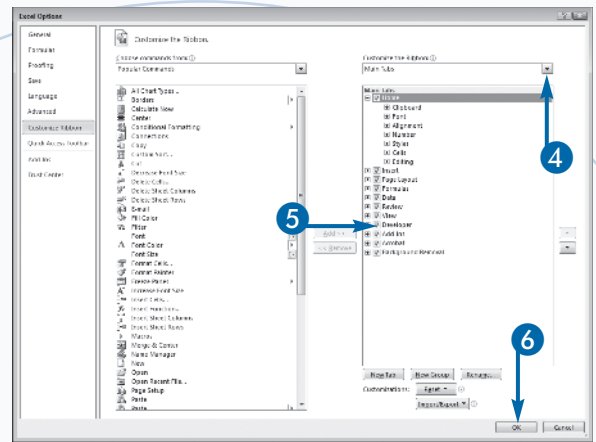 Excel Options
General
Formulas
Proofing
Save
Language
Advanced
Customize Ribbon
Quick Access Toolbar
Add-Ins
Trust Center
Customize the Ribbon.
Choose commands from:
Popular Commands
All Chart Types...
Borders
Calculate Now
Center
Conditional Formatting
Connections
Copy
Custom Sort...
Cut
Decrease Font Size
Delete Cells...
Delete Sheet Columns
Delete Sheet Rows
E-mail
Fill Color
Filter
Font
Font Color
Font Size
Format Cells...
Format Painter
Freeze Panes
Increase Font Size
Insert Cells...
Insert Function...
Insert Sheet Columns
Insert Sheet Rows
Macros
Merge & Center
Name Manager
New
Open
Open Recent File...
Page Setup
Paste
Paste
5
Add >>
<< Remove
Customize the Ribbon:
Main Tabs
Main Tabs
Home
Clipboard
Font
Alignment
Number
Styles
Cells
Editing
Insert
Page Layout
Formulas
Data
Review
View
Developer
Add-Ins
Acrobat
Background Removal
4
New Tab
New Group
Rename...
Customizations:
Reset
Import/Export
6
OK
Cancel